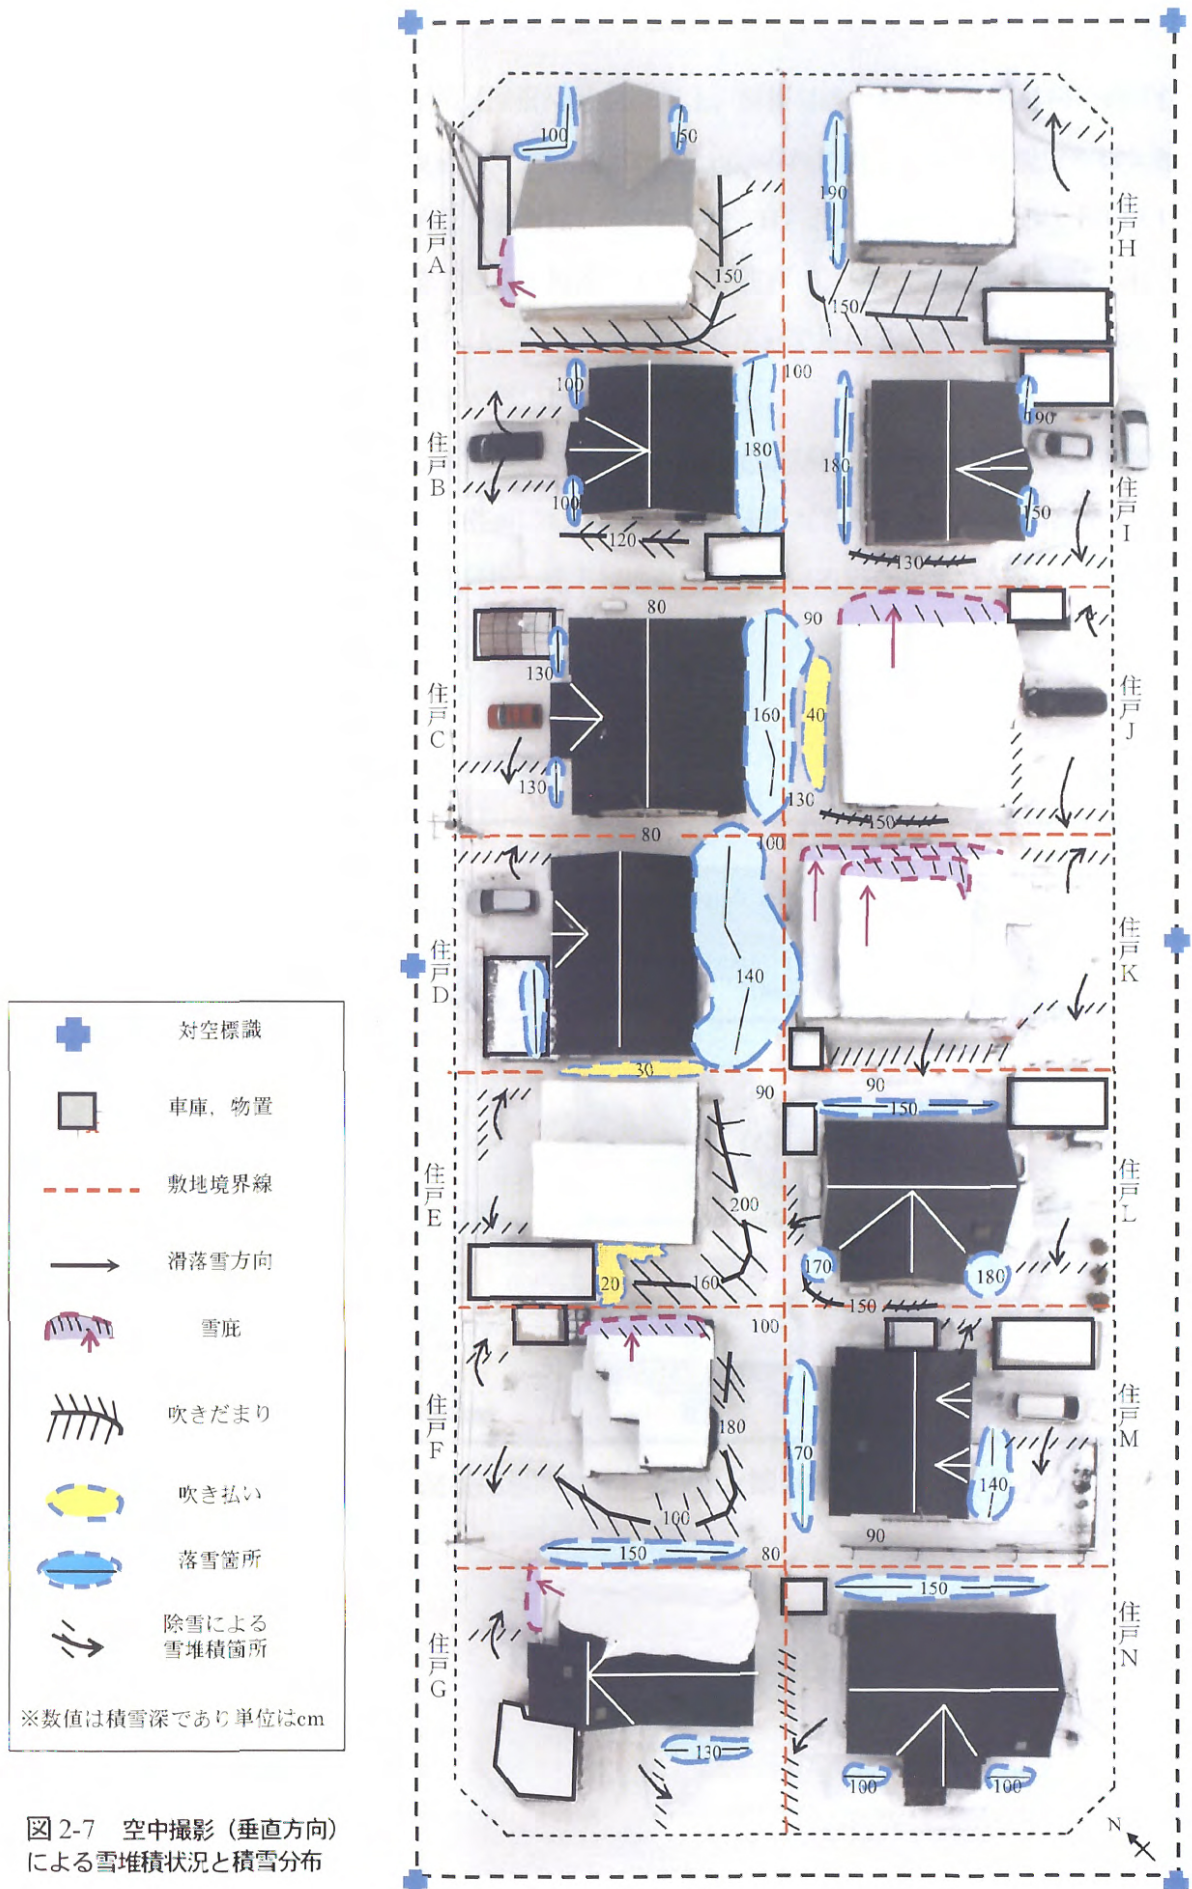 100
50
190
住戸A
住戸H
150
150
100
100
190
180
180
住戸B
住戸I
100
150
120
130
80
90
130
住戸C
160
40
住戸J
130
130
150
80
100
住戸D
140
住戸K
30
90
90
150
住戸E
200
住戸L
20
160
170
180
150
100
住戸F
180
170
住戸M
140
100
90
150
80
150
住戸G
住戸N
130
100
100
N
対空標識
車庫，物置
敷地境界線
滑落雪方向
雪庇
吹きだまり
吹き払い
落雪箇所
除雪による
雪堆積箇所
※数値は積雪深であり単位はcm
図 2-7 空中撮影（垂直方向）
による雪堆積状況と積雪分布